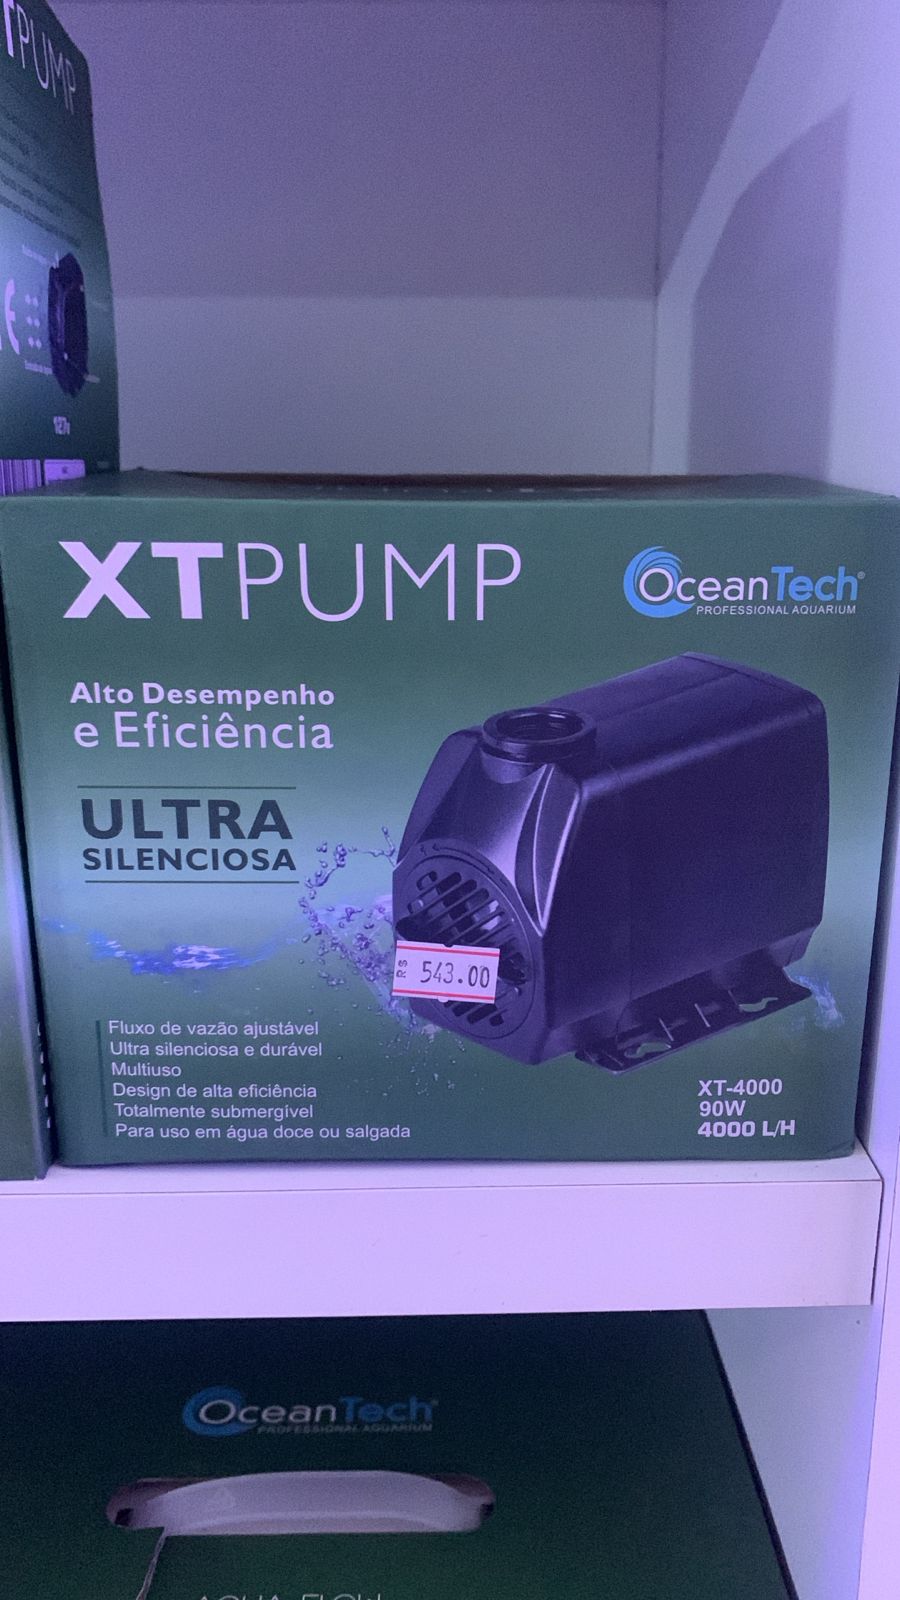 TPUMP
127v
XTPUMP
OceanTech®
PROFESSIONAL AQUARIUM
Alto Desempenho
e Eficiência
ULTRA
SILENCIOSA
R$ 543.00
Fluxo de vazão ajustável
Ultra silenciosa e durável
Multiuso
Design de alta eficiência
Totalmente submergível
Para uso em água doce ou salgada
XT-4000
90W
4000 L/H
OceanTech®
PROFESSIONAL AQUARIUM